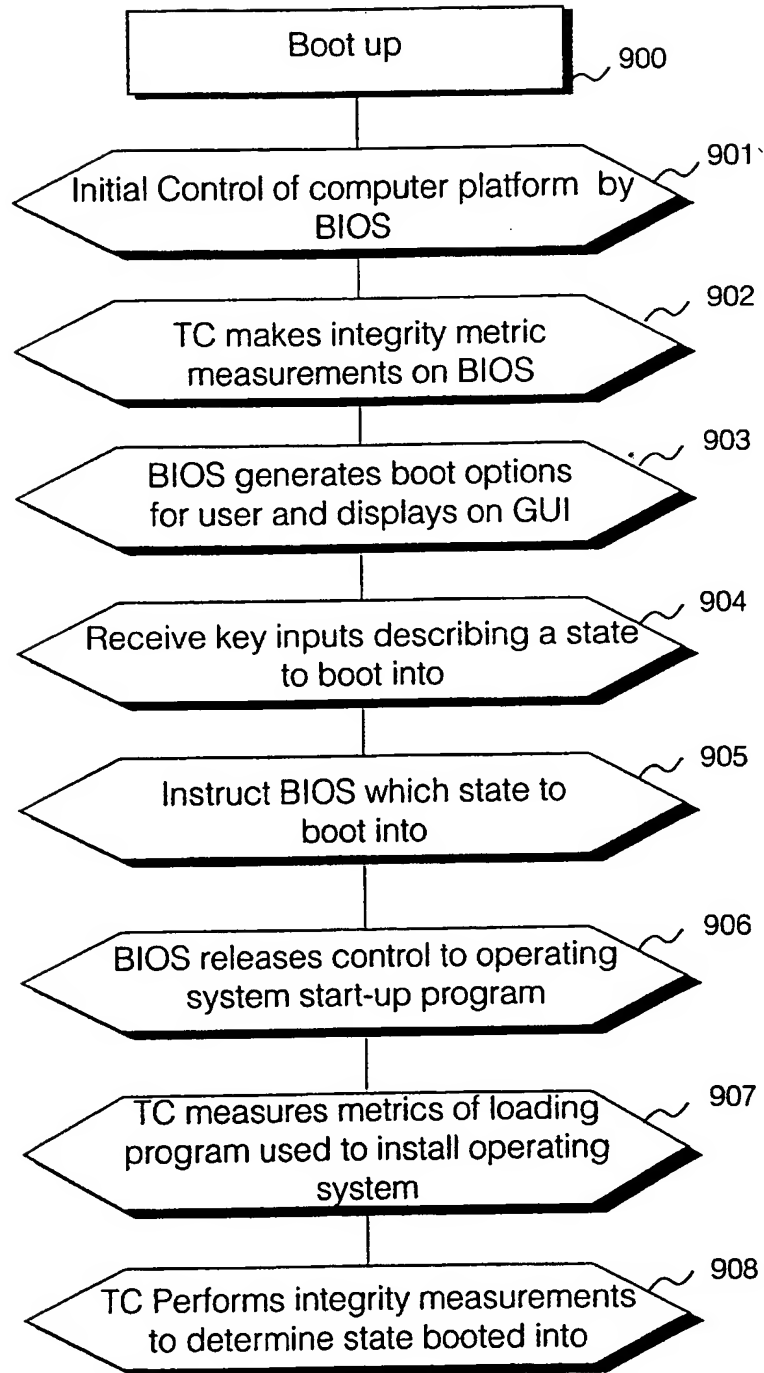 Boot up
900
901
Initial Control of computer platform by
BIOS
902
TC makes integrity metric
measurements on BIOS
903
BIOS generates boot options
for user and displays on GUI
904
Receive key inputs describing a state
to boot into
905
Instruct BIOS which state to
boot into
906
BIOS releases control to operating
system start-up program
907
TC measures metrics of loading
program used to install operating
system
908
TC Performs integrity measurements
to determine state booted into